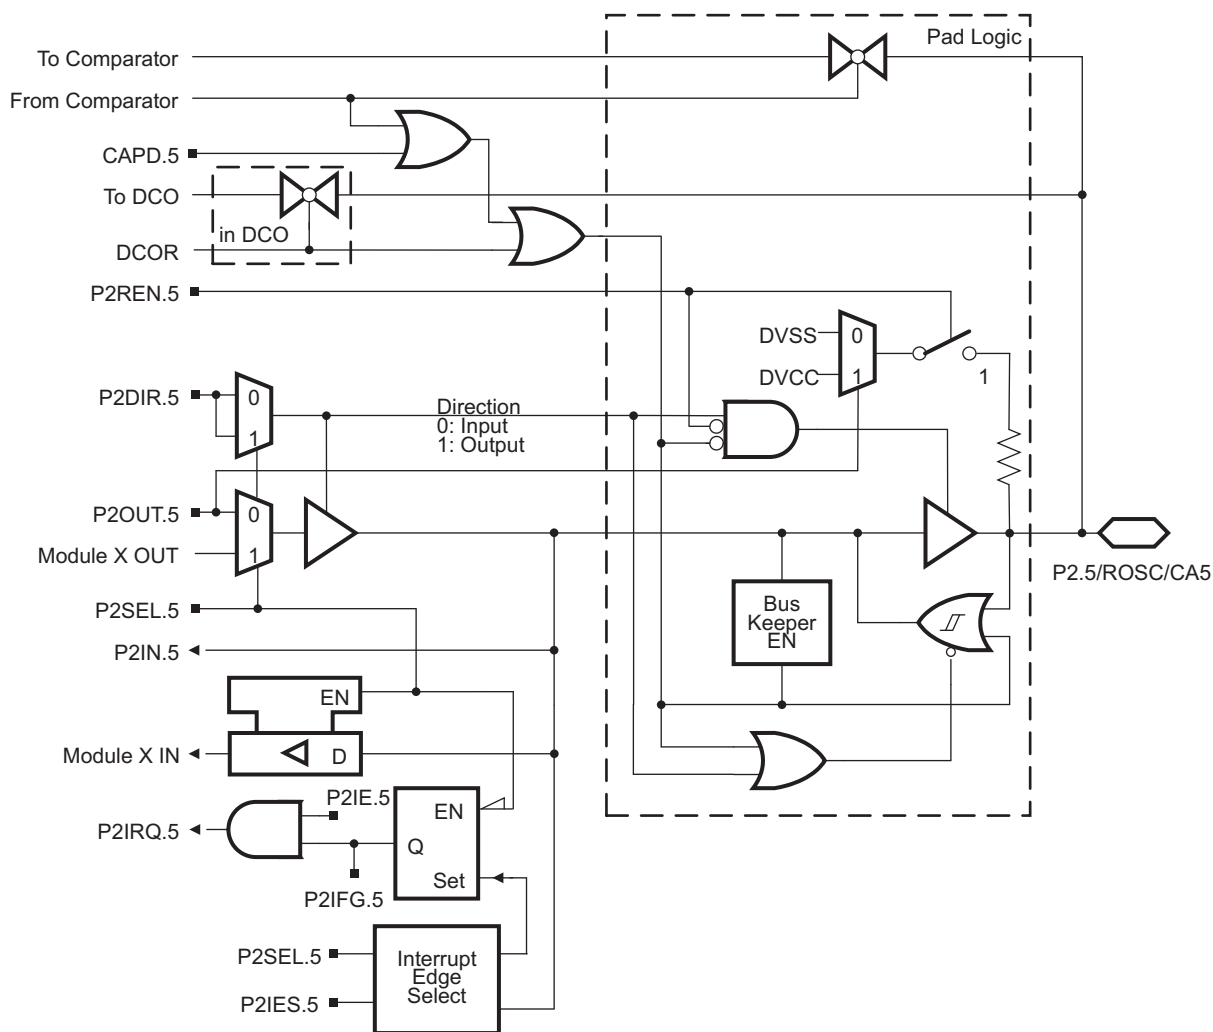 Pad Logic
To Comparator
From Comparator
CAPD.5
To DCO
in DCO
DCOR
P2REN.5
DVSS
0
DVCC
1
1
P2DIR.5
0
1
Direction
0: Input
1: Output
P2OUT.5
0
Module X OUT
1
P2.5/ROSC/CA5
P2SEL.5
Bus
Keeper
EN
P2IN.5
EN
Module X IN
D
P2IE.5
EN
P2IRQ.5
Q
Set
P2IFG.5
P2SEL.5
Interrupt
Edge
Select
P2IES.5